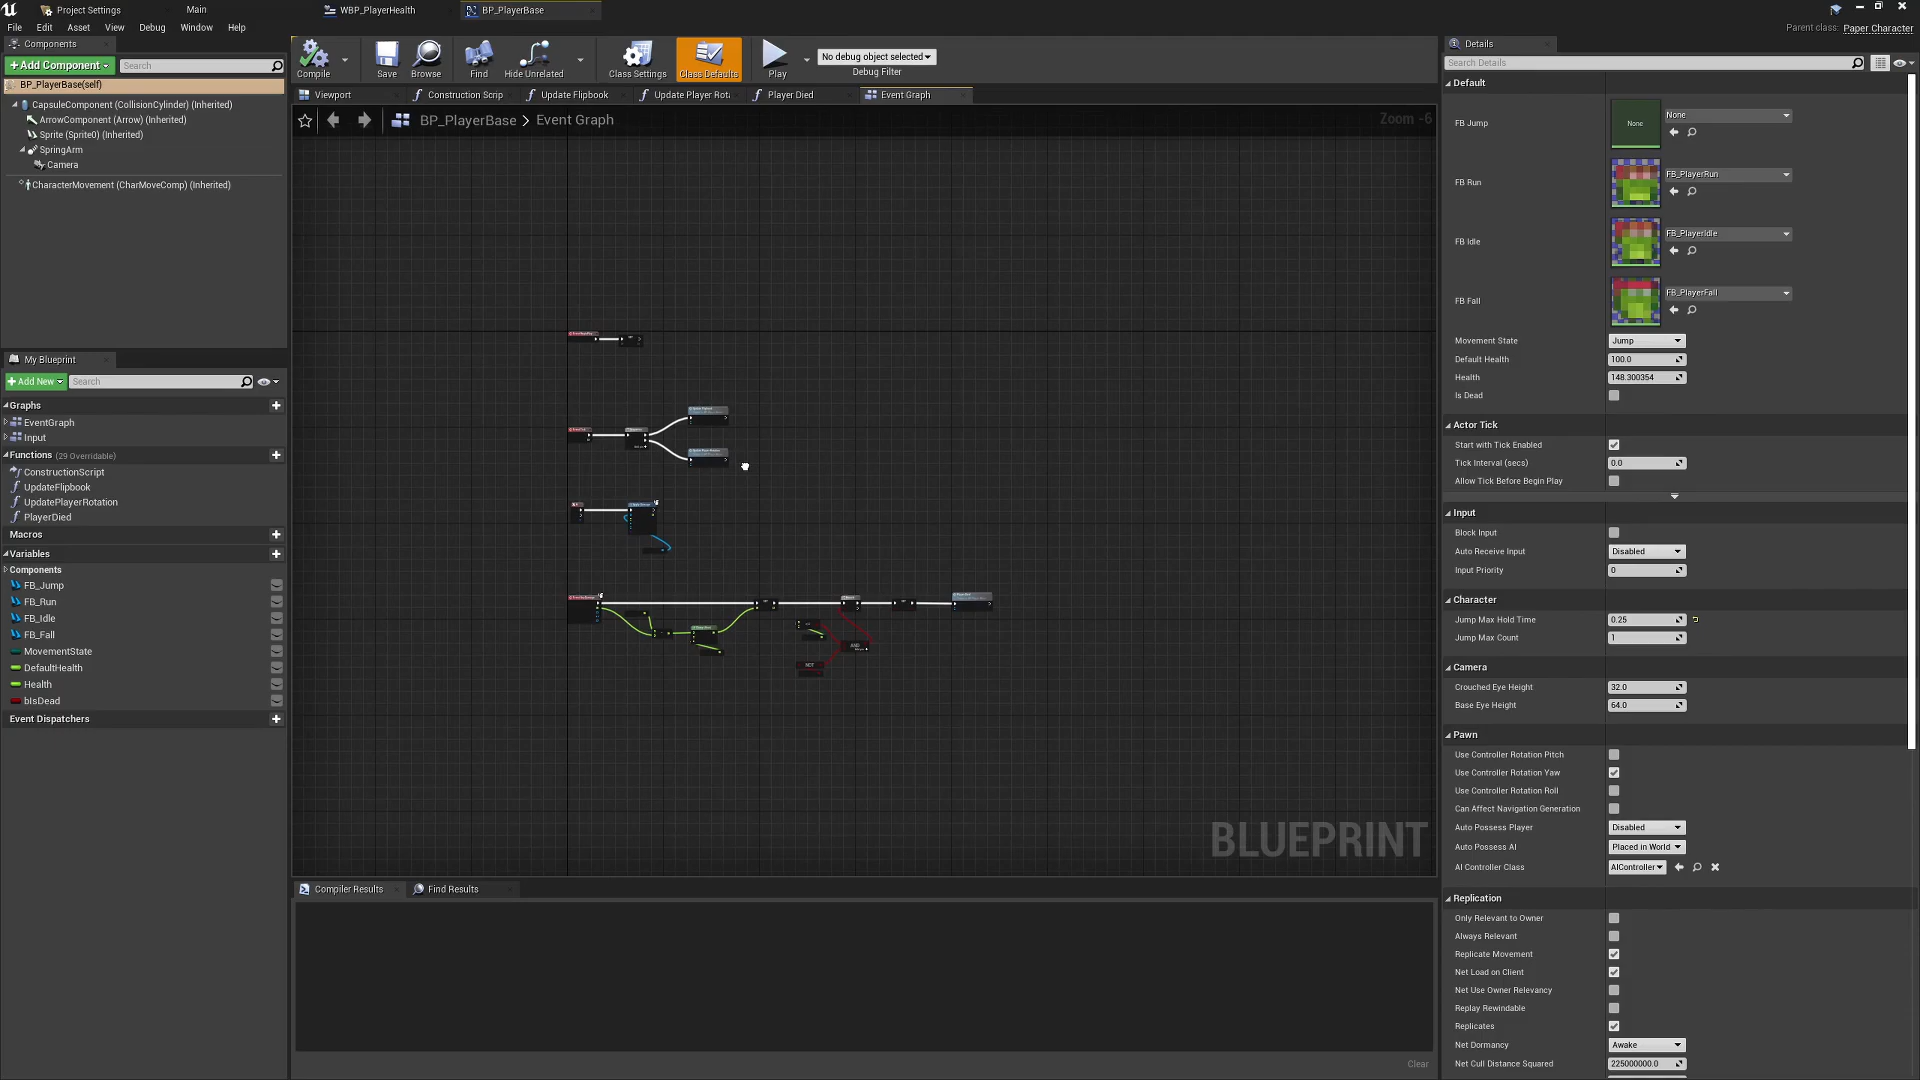 Project Settings
Main
WBP_PlayerHealth
BP_PlayerBase
File Edit Asset View Debug Window Help
Parent class: Paper Character
Components
+Add Component
Search
BP_PlayerBase(self)
CapsuleComponent (CollisionCylinder) (Inherited)
ArrowComponent (Arrow) (Inherited)
Sprite (Sprite0) (Inherited)
SpringArm
Camera
CharacterMovement (CharMoveComp) (Inherited)
My Blueprint
+Add New
Search
Graphs
EventGraph
Input
Functions (29 Overridable)
ConstructionScript
UpdateFlipbook
UpdatePlayerRotation
PlayerDied
Macros
Variables
Components
FB_Jump
FB_Run
FB_Idle
FB_Fall
MovementState
DefaultHealth
Health
bIsDead
Event Dispatchers
Compile
Save
Browse
Find
Hide Unrelated
Class Settings
Class Defaults
Play
No debug object selected
Debug Filter
Viewport
Construction Scrip
Update Flipbook
Update Player Rota
Player Died
Event Graph
BP_PlayerBase > Event Graph
Zoom -6
AND
NOT
BLUEPRINT
Compiler Results
Find Results
Clear
Details
Search Details
Default
FB Jump
None
None
FB Run
FB_PlayerRun
FB Idle
FB_PlayerIdle
FB Fall
FB_PlayerFall
Movement State Jump
Default Health 100.0
Health 148.300354
Is Dead
Actor Tick
Start with Tick Enabled
Tick Interval (secs) 0.0
Allow Tick Before Begin Play
Input
Block Input
Auto Receive Input Disabled
Input Priority 0
Character
Jump Max Hold Time 0.25
Jump Max Count 1
Camera
Crouched Eye Height 32.0
Base Eye Height 64.0
Pawn
Use Controller Rotation Pitch
Use Controller Rotation Yaw
Use Controller Rotation Roll
Can Affect Navigation Generation
Auto Possess Player Disabled
Auto Possess AI Placed in World
AI Controller Class AIController
Replication
Only Relevant to Owner
Always Relevant
Replicate Movement
Net Load on Client
Net Use Owner Relevancy
Replay Rewindable
Replicates
Net Dormancy Awake
Net Cull Distance Squared 225000000.0